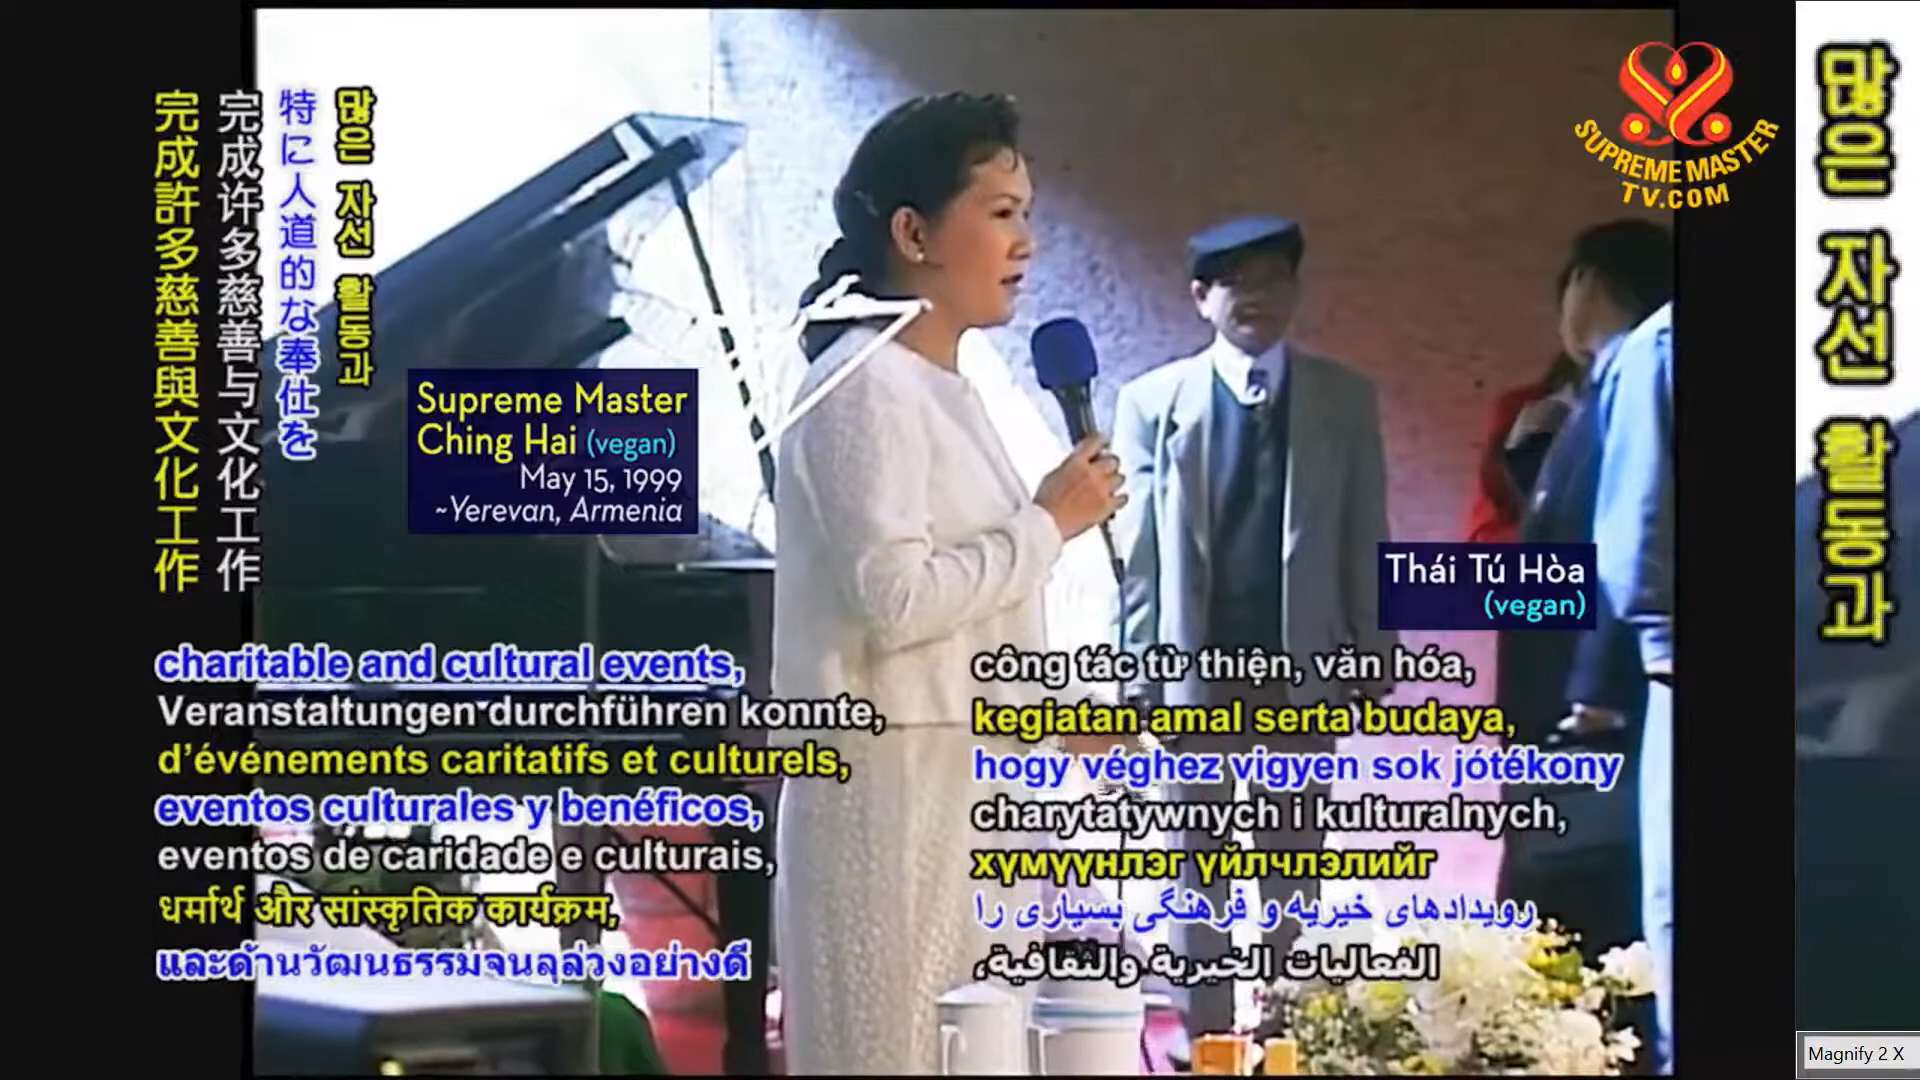 完成許多慈善與文化工作
完成许多慈善与文化工作
特に人道的な奉仕を
많은 자선 활동과
SUPREME MASTER
TV.COM
Supreme Master
Ching Hai (vegan)
May 15, 1999
~Yerevan, Armenia
Thái Tú Hòa
(vegan)
charitable and cultural events,
Veranstaltungen durchführen konnte,
d’événements caritatifs et culturels,
eventos culturales y benéficos,
eventos de caridade e culturais,
धर्मार्थ और सांस्कृतिक कार्यक्रम,
และด้านวัฒนธรรมจนลุล่วงอย่างดี
công tác từ thiện, văn hóa,
kegiatan amal serta budaya,
hogy véghez vigyen sok jótékony
charytatywnych i kulturalnych,
хүмүүнлэг үйлчлэлийг
رویدادهای خیریه و فرهنگی بسیاری را
الفعاليات الخيرية والثقافية،
많은 자선 활동과
Magnify 2 X